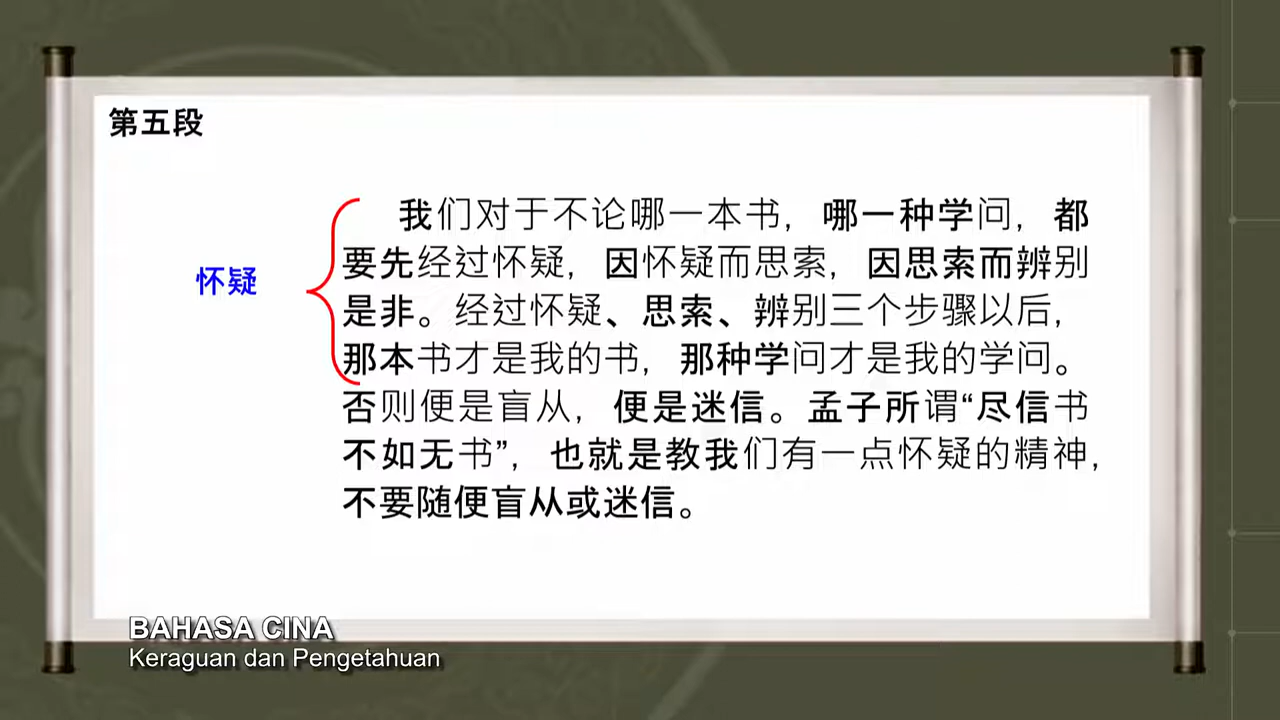 第五段
怀疑
我们对于不论哪一本书，哪一种学问，都
要先经过怀疑，因怀疑而思索，因思索而辨别
是非。经过怀疑、思索、辨别三个步骤以后，
那本书才是我的书，那种学问才是我的学问。
否则便是盲从，便是迷信。孟子所谓“尽信书
不如无书”，也就是教我们有一点怀疑的精神，
不要随便盲从或迷信。
BAHASA CINA
Keraguan dan Pengetahuan